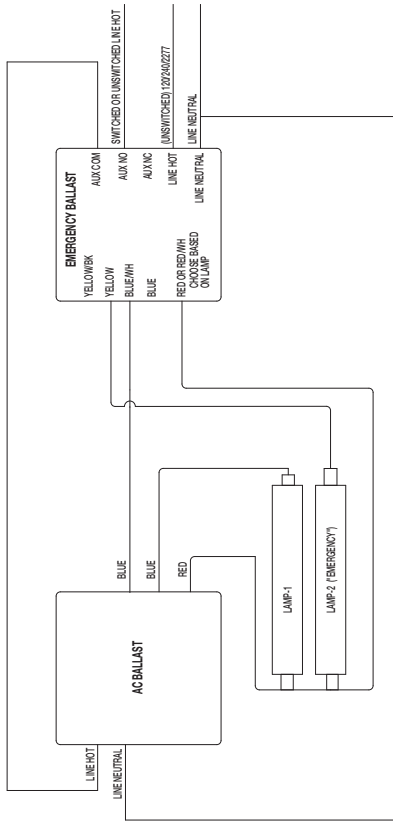 EMERGENCY BALLAST
YELLOW/BK
YELLOW
BLUE/WH
BLUE
RED OR RED/WH
CHOOSE BASED
ON LAMP
AUX COM
AUX NO
AUX NC
LINE HOT
LINE NEUTRAL
SWITCHED OR UNSWITCHED LINE HOT
(UNSWITCHED) 120/240/2277
LINE NEUTRAL
AC BALLAST
LINE HOT
LINE NEUTRAL
BLUE
BLUE
RED
LAMP-1
LAMP-2 ("EMERGENCY")